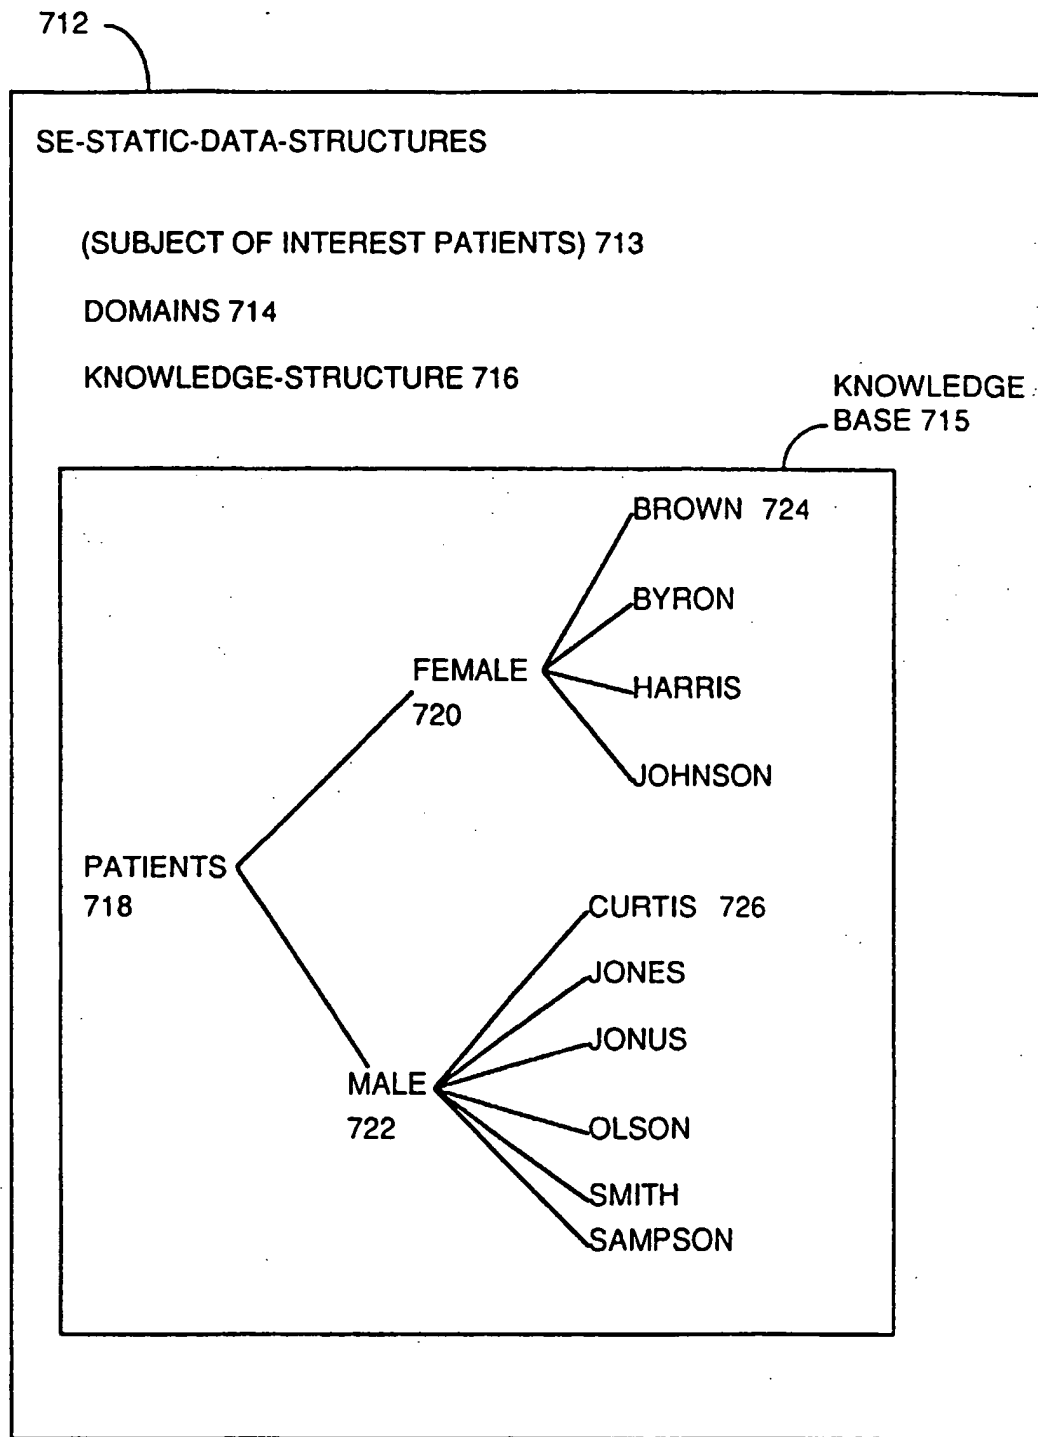 712
SE-STATIC-DATA-STRUCTURES
(SUBJECT OF INTEREST PATIENTS) 713
DOMAINS 714
KNOWLEDGE-STRUCTURE 716
KNOWLEDGE
BASE 715
BROWN 724
BYRON
FEMALE
720
HARRIS
JOHNSON
PATIENTS
718
CURTIS 726
JONES
JONUS
MALE
722
OLSON
SMITH
SAMPSON